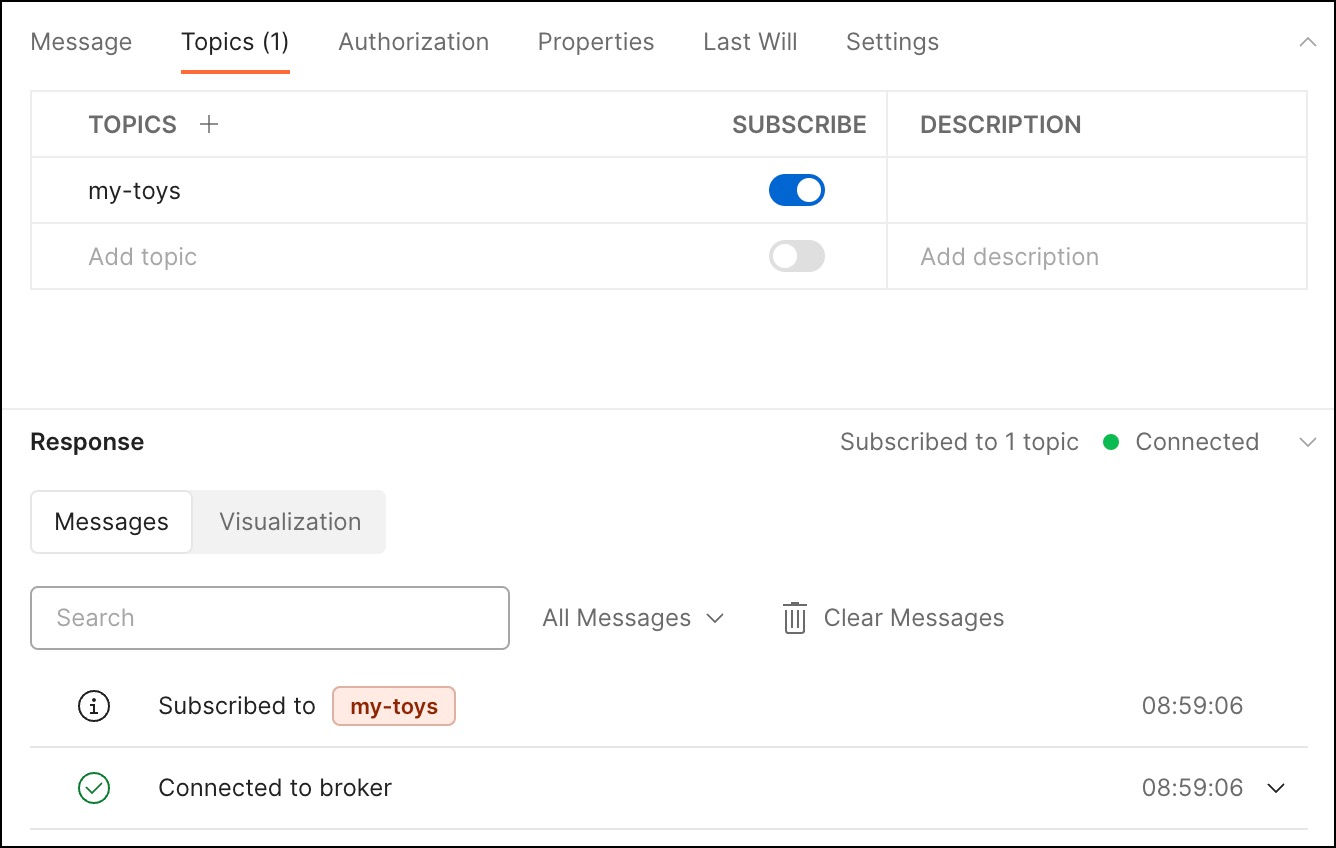 Message Topics (1) Authorization Properties Last Will Settings
TOPICS + SUBSCRIBE DESCRIPTION
my-toys
Add topic Add description
Response Subscribed to 1 topic Connected
Messages Visualization
Search All Messages Clear Messages
Subscribed to my-toys 08:59:06
Connected to broker 08:59:06